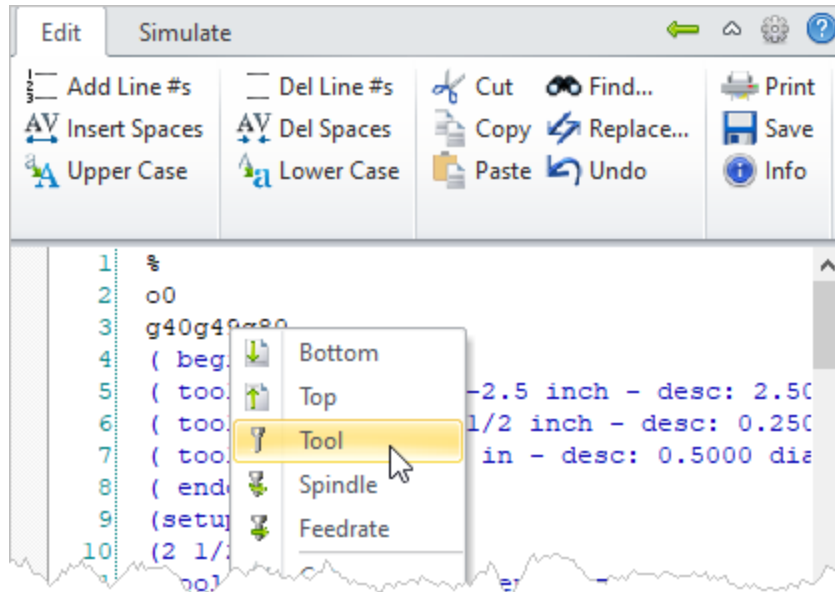 Edit Simulate
Add Line #s Del Line #s Cut Find... Print
Insert Spaces Del Spaces Copy Replace... Save
Upper Case Lower Case Paste Undo Info
1 %
2 o0
3 g40g49g80
4 ( beg
Bottom
5 ( tool -2.5 inch - desc: 2.50
Top
6 ( tool 1/2 inch - desc: 0.250
Tool
7 ( tool in - desc: 0.5000 dia
8 ( end
Spindle
9 (setu
Feedrate
10 (2 1/